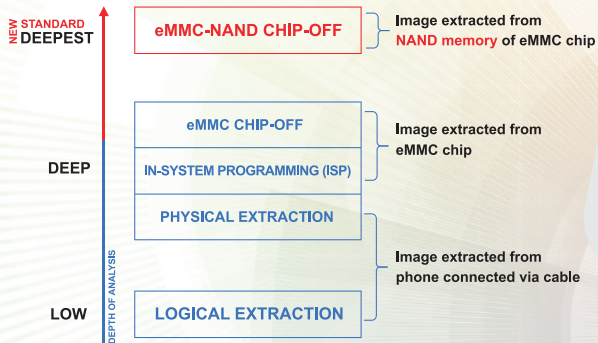 NEW STANDARD
DEEPEST
eMMC-NAND CHIP-OFF
Image extracted from
NAND memory of eMMC chip
eMMC CHIP-OFF
Image extracted from
eMMC chip
DEEP
IN-SYSTEM PROGRAMMING (ISP)
PHYSICAL EXTRACTION
Image extracted from
phone connected via cable
LOW
LOGICAL EXTRACTION
DEPTH OF ANALYSIS